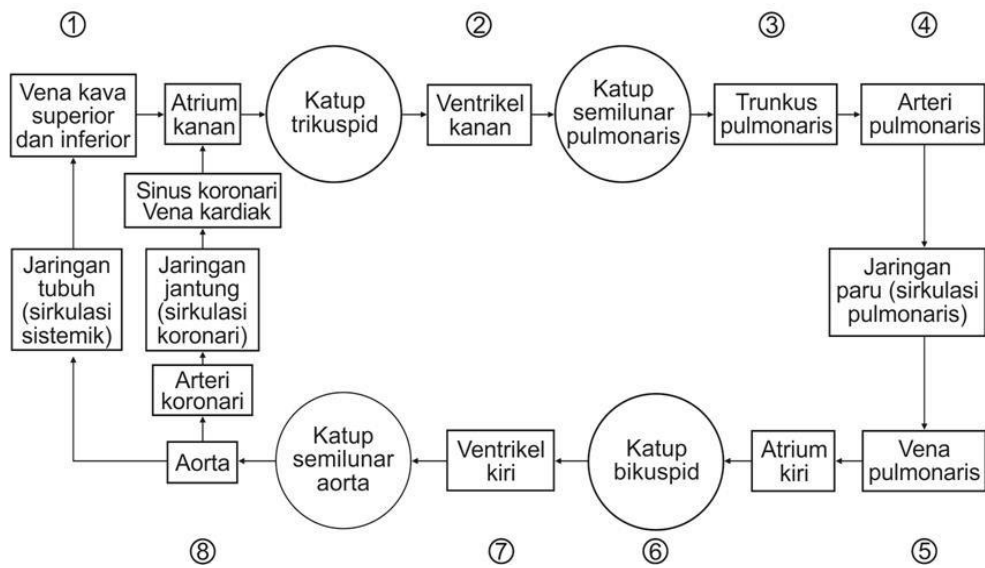 ①
②
③
④
Vena kava
superior
dan inferior
Atrium
kanan
Katup
trikuspid
Ventrikel
kanan
Katup
semilunar
pulmonaris
Trunkus
pulmonaris
Arteri
pulmonaris
Sinus koronari
Vena kardiak
Jaringan
tubuh
(sirkulasi
sistemik)
Jaringan
jantung
(sirkulasi
koronari)
Jaringan
paru (sirkulasi
pulmonaris)
Arteri
koronari
Aorta
Katup
semilunar
aorta
Ventrikel
kiri
Katup
bikuspid
Atrium
kiri
Vena
pulmonaris
⑧
⑦
⑥
⑤